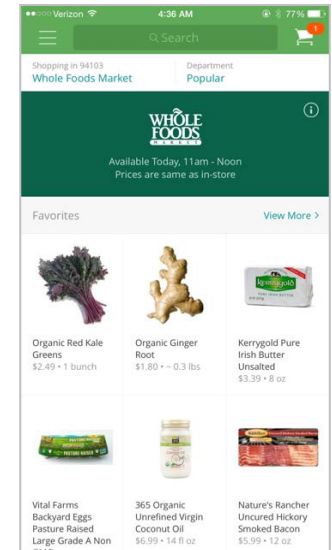 Verizon 4:36 AM 77%
Search 1
Shopping in 94103 Department
Whole Foods Market Popular
WHOLE
FOODS
MARKET
Available Today, 11am - Noon
Prices are same as in-store
Favorites View More >
kerrygold
Organic Red Kale
Greens
$2.49 • 1 bunch
Organic Ginger
Root
$1.80 • ~ 0.3 lbs
Kerrygold Pure
Irish Butter
Unsalted
$3.39 • 8 oz
PASTURE RAISED
Vital Farms
Backyard Eggs
Pasture Raised
Large Grade A Non
365 Organic
Unrefined Virgin
Coconut Oil
$6.99 • 14 fl oz
Nature's Rancher
Uncured Hickory
Smoked Bacon
$5.99 • 12 oz